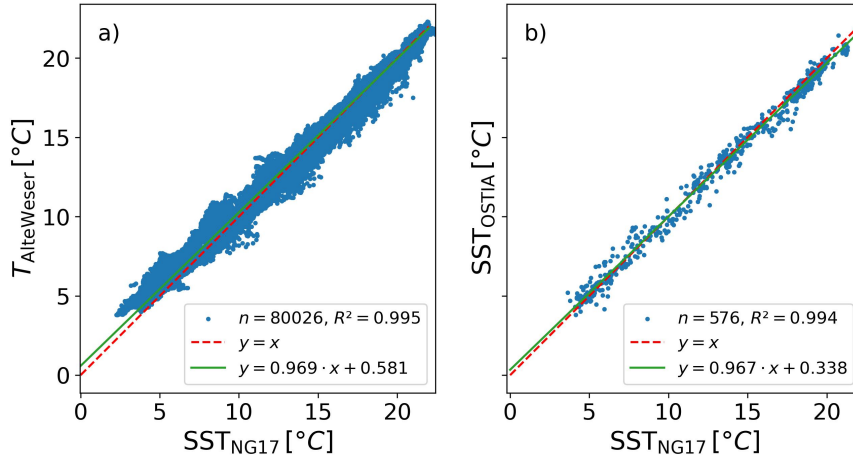 a)
T_AlteWeser [°C]
20
15
10
5
0
n = 80026, R² = 0.995
y = x
y = 0.969 · x + 0.581
0 5 10 15 20
SST_NG17 [°C]
b)
SST_OSTIA [°C]
n = 576, R² = 0.994
y = x
y = 0.967 · x + 0.338
0 5 10 15 20
SST_NG17 [°C]